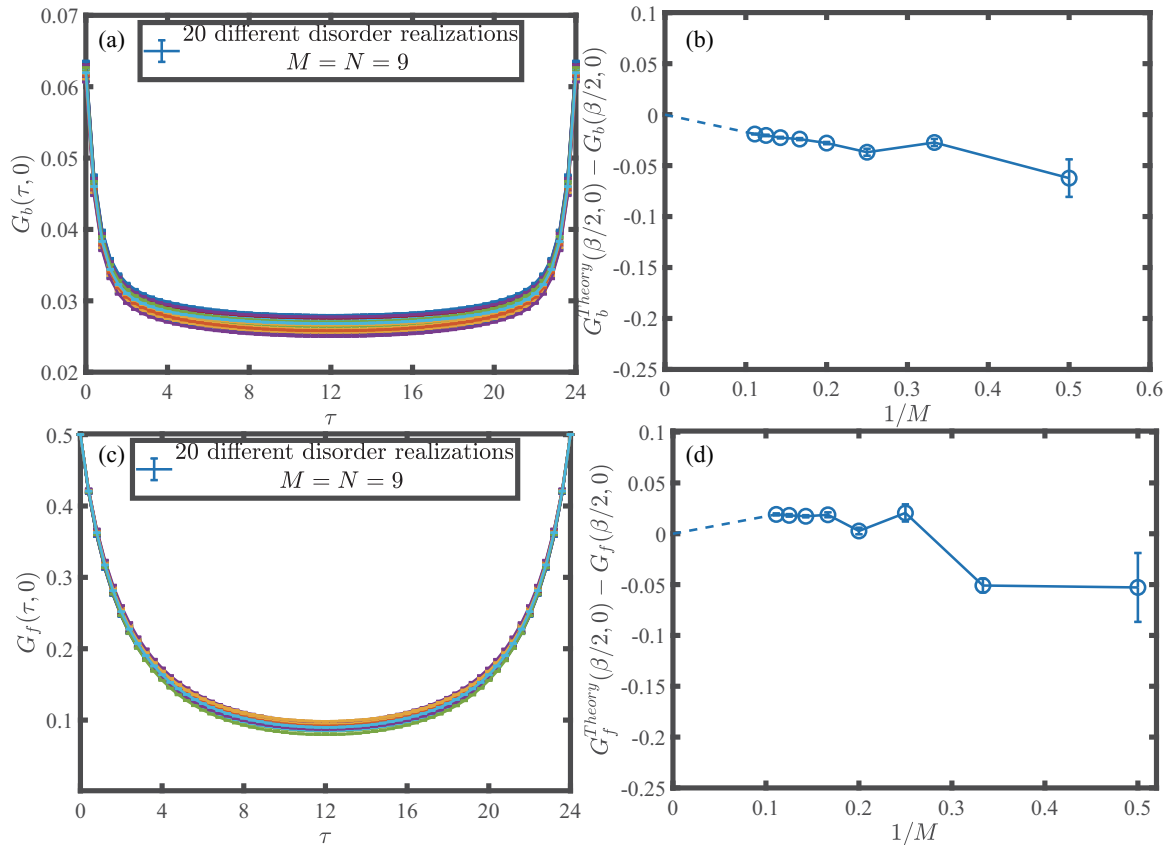 (a)
20 different disorder realizations
M = N = 9
G_b(τ, 0)
0.07
0.06
0.05
0.04
0.03
0.02
0 4 8 12 16 20 24
τ
(b)
G_b^{Theory}(β/2, 0) − G_b(β/2, 0)
0.1
0.05
0
-0.05
-0.1
-0.15
-0.2
-0.25
0 0.1 0.2 0.3 0.4 0.5 0.6
1/M
(c)
20 different disorder realizations
M = N = 9
G_f(τ, 0)
0.5
0.4
0.3
0.2
0.1
0 4 8 12 16 20 24
τ
(d)
G_f^{Theory}(β/2, 0) − G_f(β/2, 0)
0.1
0.05
0
-0.05
-0.1
-0.15
-0.2
-0.25
0 0.1 0.2 0.3 0.4 0.5
1/M